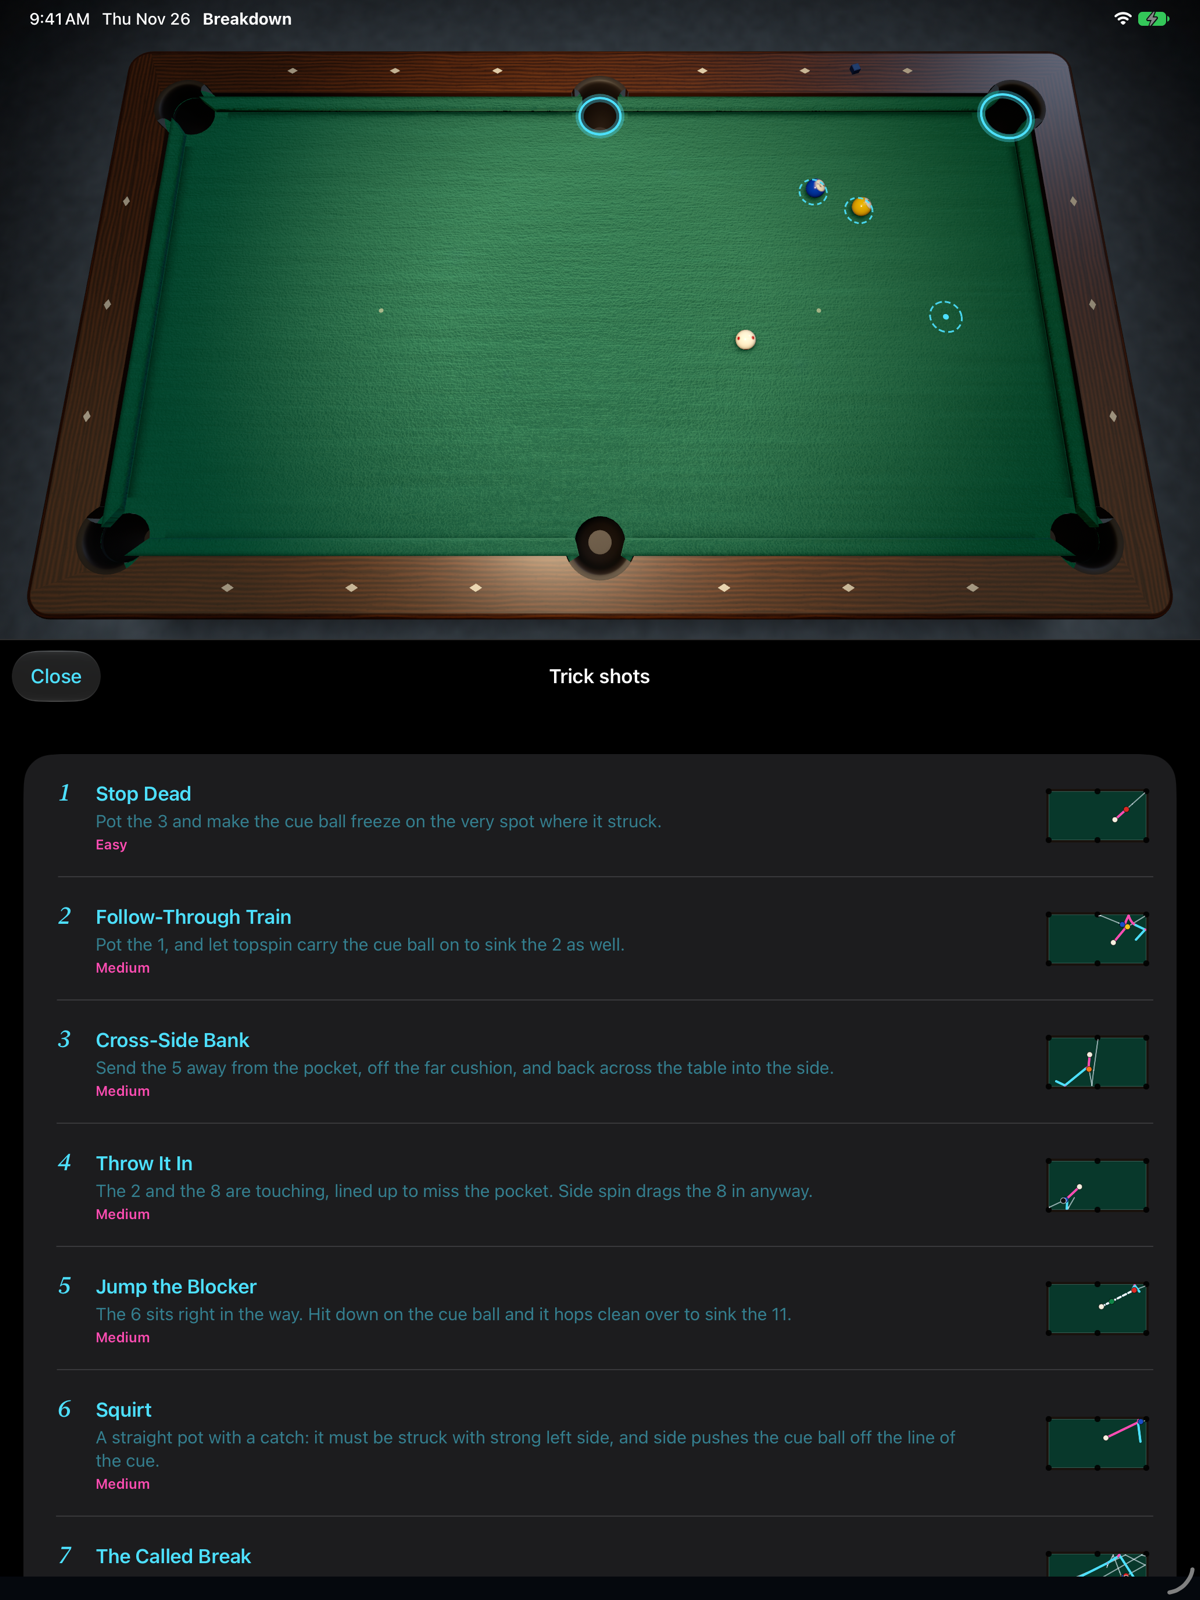 9:41 AM Thu Nov 26 Breakdown
Close
Trick shots
1
Stop Dead
Pot the 3 and make the cue ball freeze on the very spot where it struck.
Easy
2
Follow-Through Train
Pot the 1, and let topspin carry the cue ball on to sink the 2 as well.
Medium
3
Cross-Side Bank
Send the 5 away from the pocket, off the far cushion, and back across the table into the side.
Medium
4
Throw It In
The 2 and the 8 are touching, lined up to miss the pocket. Side spin drags the 8 in anyway.
Medium
5
Jump the Blocker
The 6 sits right in the way. Hit down on the cue ball and it hops clean over to sink the 11.
Medium
6
Squirt
A straight pot with a catch: it must be struck with strong left side, and side pushes the cue ball off the line of
the cue.
Medium
7
The Called Break